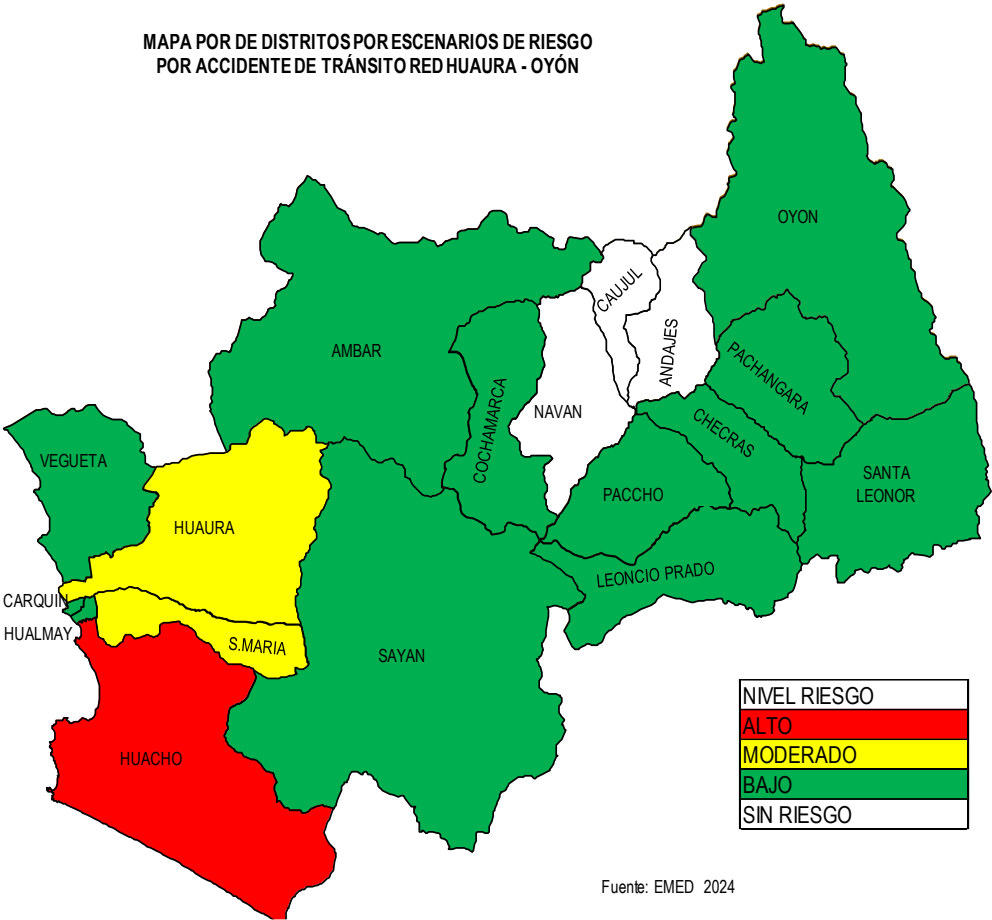 MAPA POR DE DISTRITOS POR ESCENARIOS DE RIESGO
POR ACCIDENTE DE TRÁNSITO RED HUAURA - OYÓN
OYON
CAUJUL
ANDAJES
AMBAR
PACHANGARA
COCHAMARCA
NAVAN
CHECRAS
VEGUETA
SANTA
LEONOR
PACCHO
HUAURA
LEONCIO PRADO
CARQUIN
HUALMAY
S.MARIA
SAYAN
HUACHO
NIVEL RIESGO
ALTO
MODERADO
BAJO
SIN RIESGO
Fuente: EMED 2024